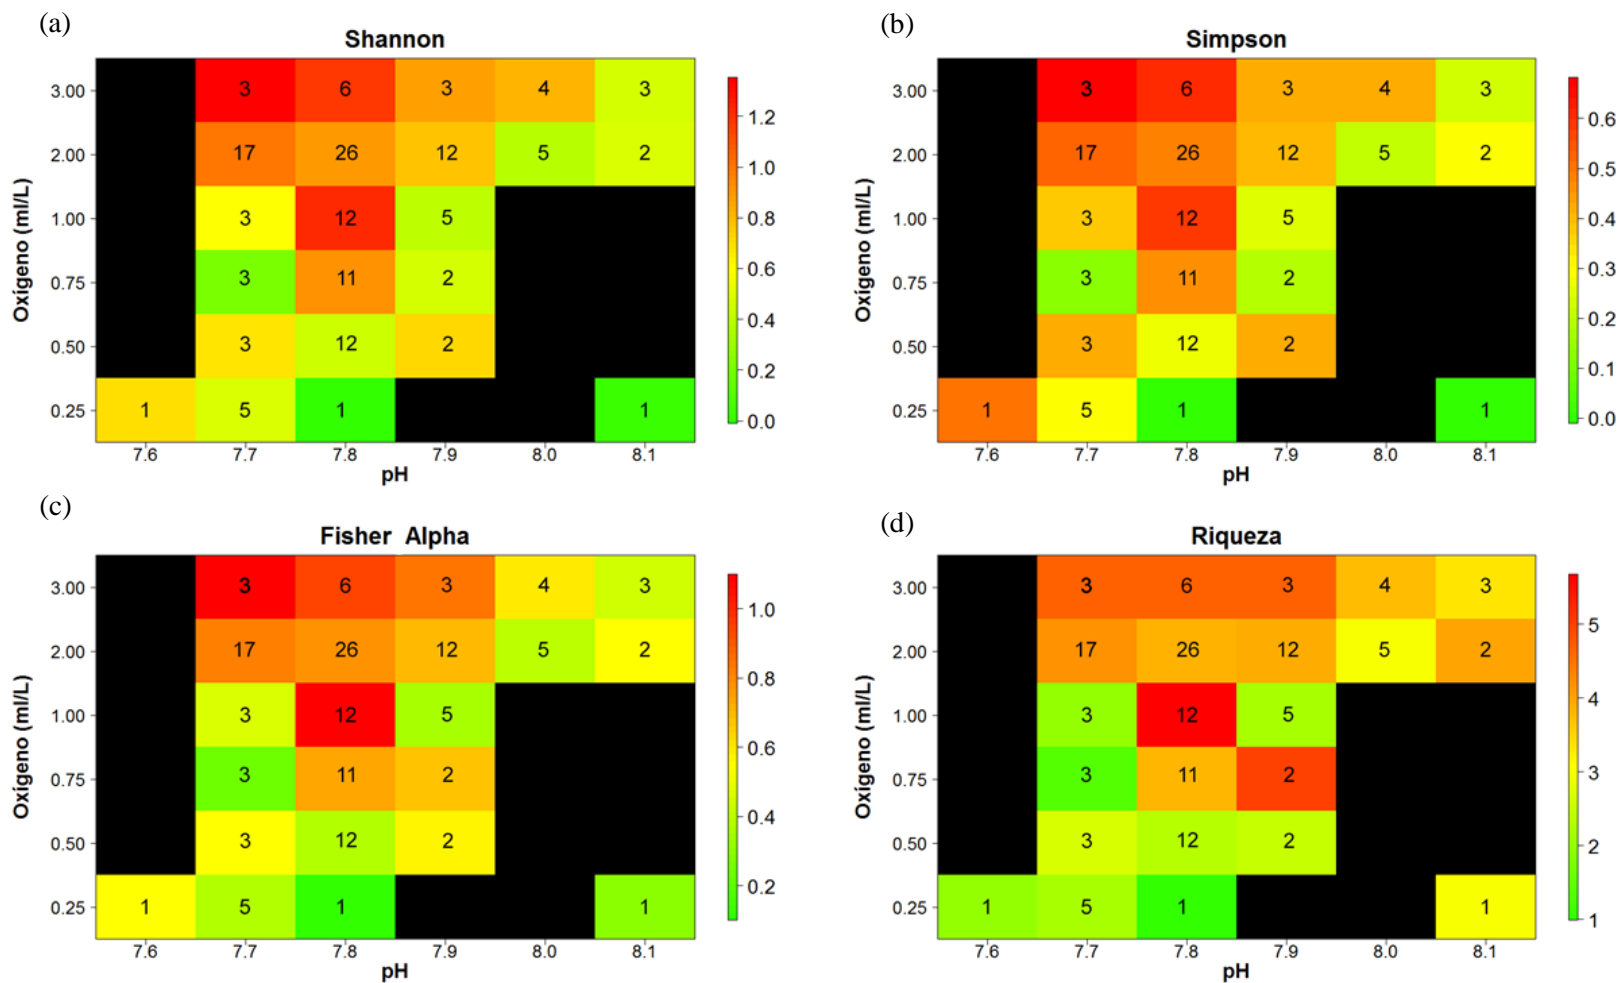 (a)
Shannon
3.00 3 6 3 4 3
2.00 17 26 12 5 2
1.00 3 12 5
0.75 3 11 2
0.50 3 12 2
0.25 1 5 1 1
7.6 7.7 7.8 7.9 8.0 8.1
pH
Oxígeno (ml/L)
1.2
1.0
0.8
0.6
0.4
0.2
0.0
(b)
Simpson
3.00 3 6 3 4 3
2.00 17 26 12 5 2
1.00 3 12 5
0.75 3 11 2
0.50 3 12 2
0.25 1 5 1 1
7.6 7.7 7.8 7.9 8.0 8.1
pH
Oxígeno (ml/L)
0.6
0.5
0.4
0.3
0.2
0.1
0.0
(c)
Fisher Alpha
3.00 3 6 3 4 3
2.00 17 26 12 5 2
1.00 3 12 5
0.75 3 11 2
0.50 3 12 2
0.25 1 5 1 1
7.6 7.7 7.8 7.9 8.0 8.1
pH
Oxígeno (ml/L)
1.0
0.8
0.6
0.4
0.2
(d)
Riqueza
3.00 3 6 3 4 3
2.00 17 26 12 5 2
1.00 3 12 5
0.75 3 11 2
0.50 3 12 2
0.25 1 5 1 1
7.6 7.7 7.8 7.9 8.0 8.1
pH
Oxígeno (ml/L)
5
4
3
2
1